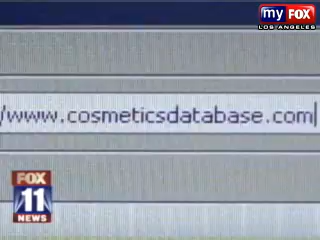 my FOX
LOS ANGELES
/www.cosmeticsdatabase.com
FOX
11
NEWS